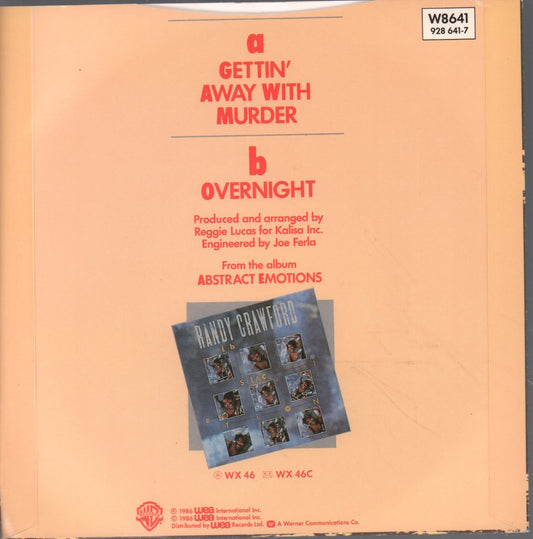 W8641
928 641-7
a
GETTIN'
AWAY WITH
MURDER
b
OVERNIGHT
Produced and arranged by
Reggie Lucas for Kalisa Inc.
Engineered by Joe Ferla
From the album
ABSTRACT EMOTIONS
RANDY CRAWFORD
WX 46 WX 46C
℗ 1986 wea International Inc.
© 1986 wea International Inc.
Distributed by wea Records Ltd. A Warner Communications Co.